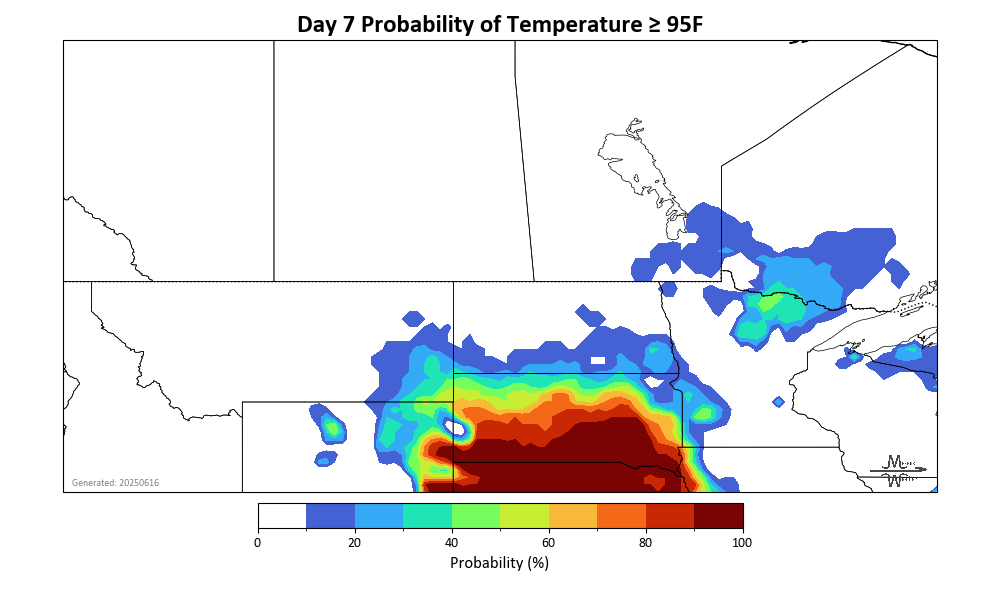 Day 7 Probability of Temperature ≥ 95F
Generated: 20250616
0 20 40 60 80 100
Probability (%)